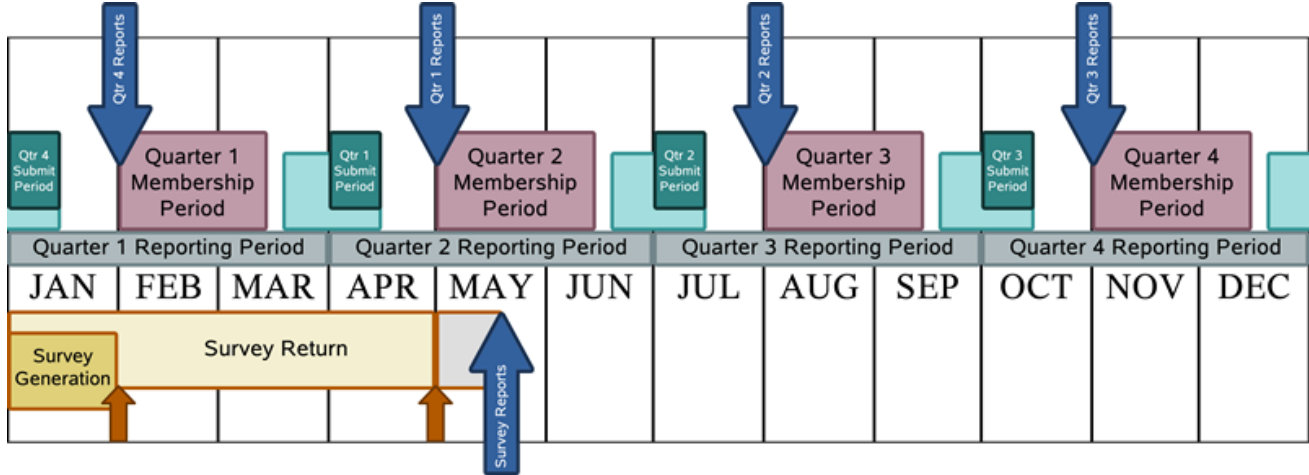 Qtr 4 Reports
Qtr 1 Reports
Qtr 2 Reports
Qtr 3 Reports
Qtr 4
Submit
Period
Quarter 1
Membership
Period
Qtr 1
Submit
Period
Quarter 2
Membership
Period
Qtr 2
Submit
Period
Quarter 3
Membership
Period
Qtr 3
Submit
Period
Quarter 4
Membership
Period
Quarter 1 Reporting Period
Quarter 2 Reporting Period
Quarter 3 Reporting Period
Quarter 4 Reporting Period
JAN
FEB
MAR
APR
MAY
JUN
JUL
AUG
SEP
OCT
NOV
DEC
Survey
Generation
Survey Return
Survey Reports